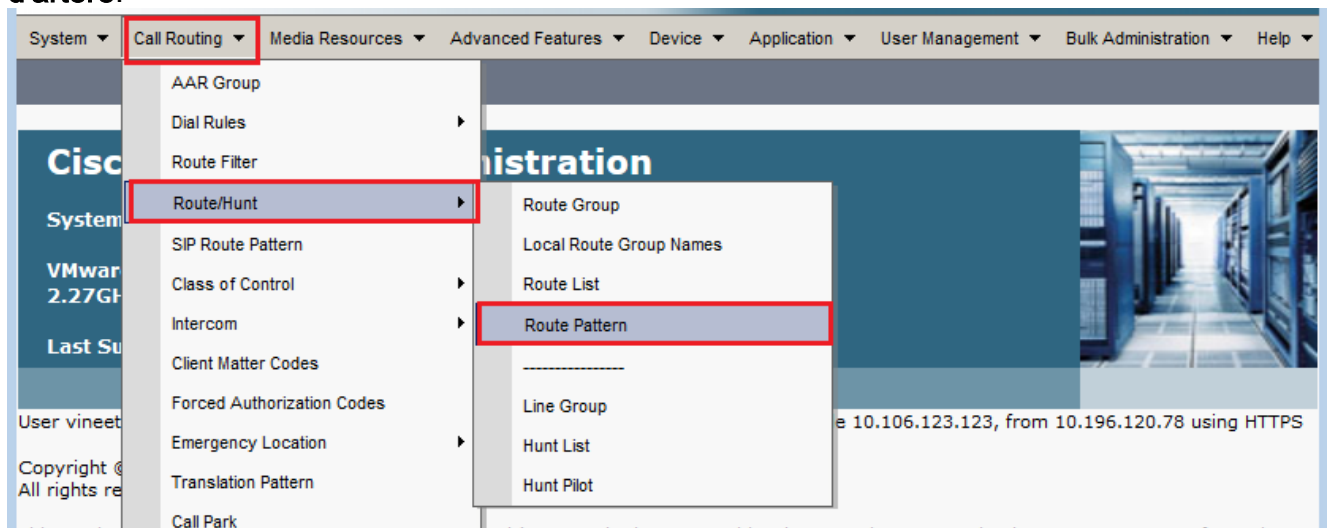 System Call Routing Media Resources Advanced Features Device Application User Management Bulk Administration Help
AAR Group
Dial Rules
Route Filter
Route/Hunt
SIP Route Pattern
Class of Control
Intercom
Client Matter Codes
Forced Authorization Codes
Emergency Location
Translation Pattern
Call Park
Route Group
Local Route Group Names
Route List
Route Pattern
----------------
Line Group
Hunt List
Hunt Pilot
Cisc nistration
System
VMwar
2.27GH
Last Su
User vineet e 10.106.123.123, from 10.196.120.78 using HTTPS
Copyright ©
All rights re